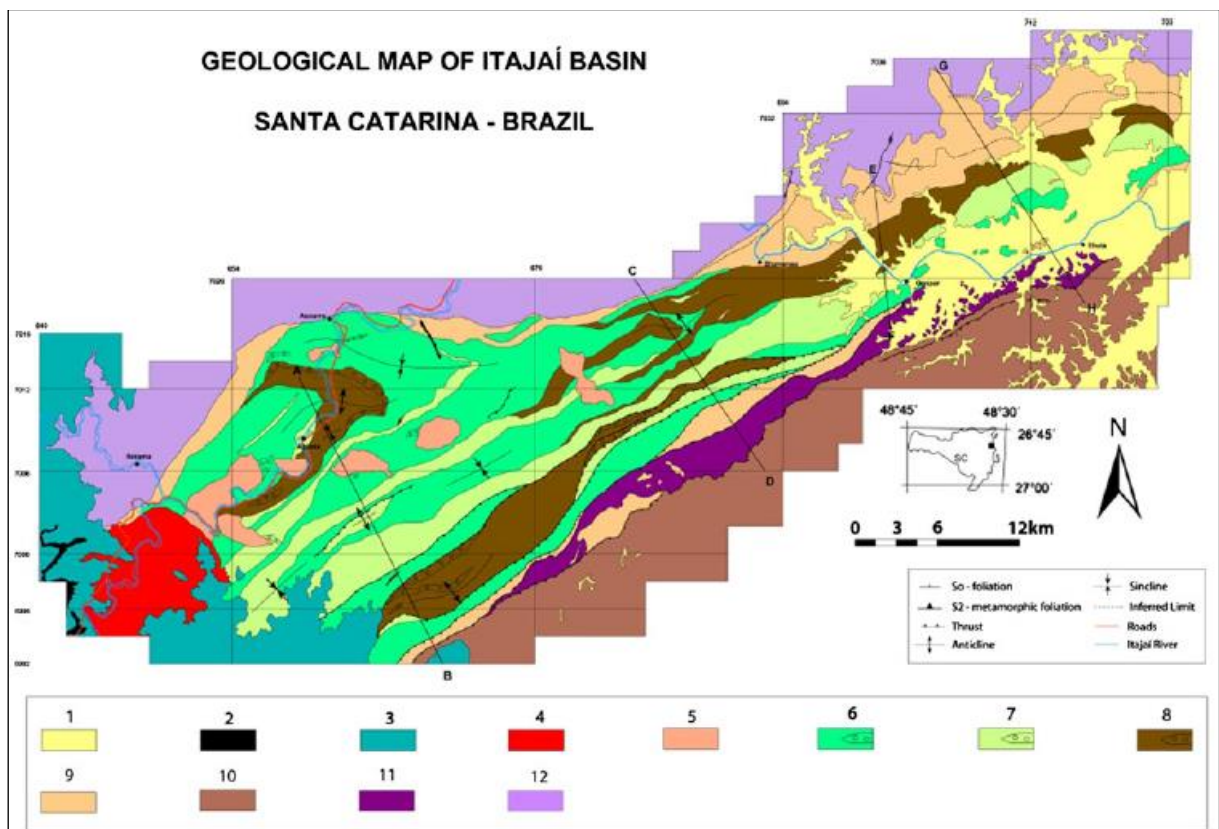 GEOLOGICAL MAP OF ITAJAÍ BASIN
SANTA CATARINA - BRAZIL
712
G
E
C
A
H
D
B
48°45' 48°30'
26°45'
SC
27°00'
N
0 3 6 12km
So - foliation
S2 - metamorphic foliation
Thrust
Anticline
Sincline
Inferred Limit
Roads
Itajaí River
1 2 3 4 5 6 7 8
9 10 11 12